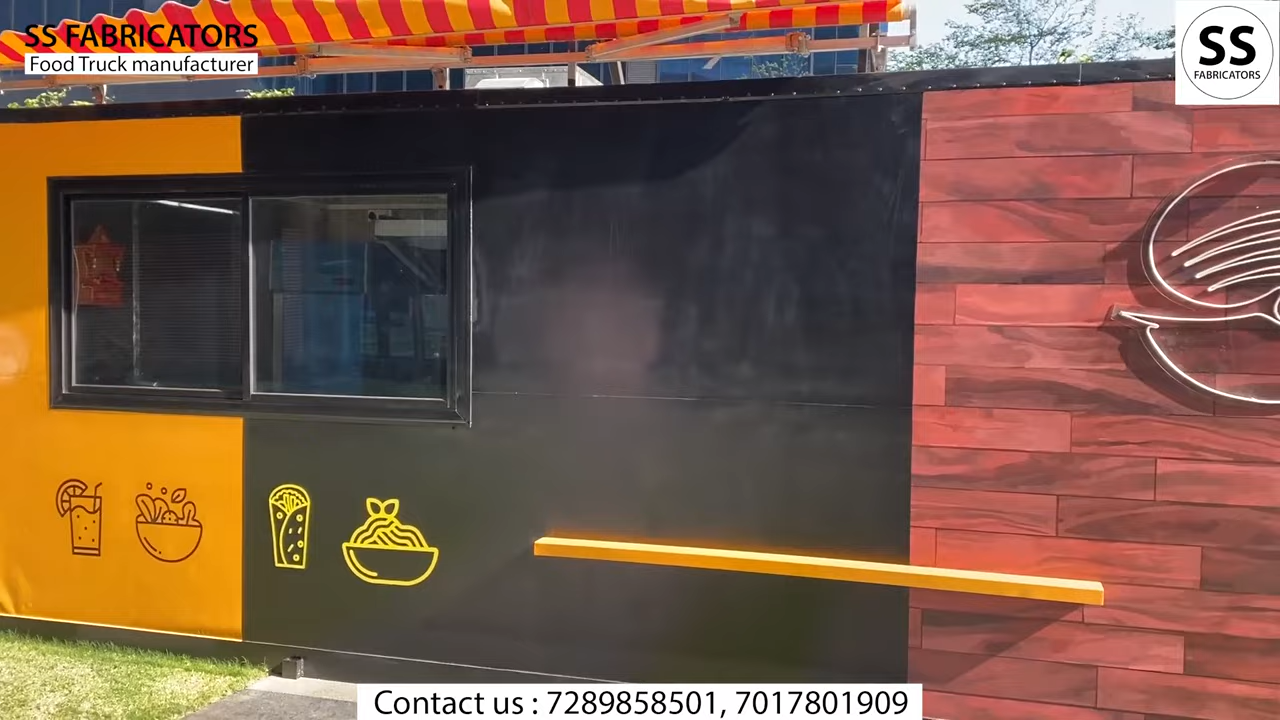 SS FABRICATORS
Food Truck manufacturer
SS
FABRICATORS
Contact us : 7289858501, 7017801909